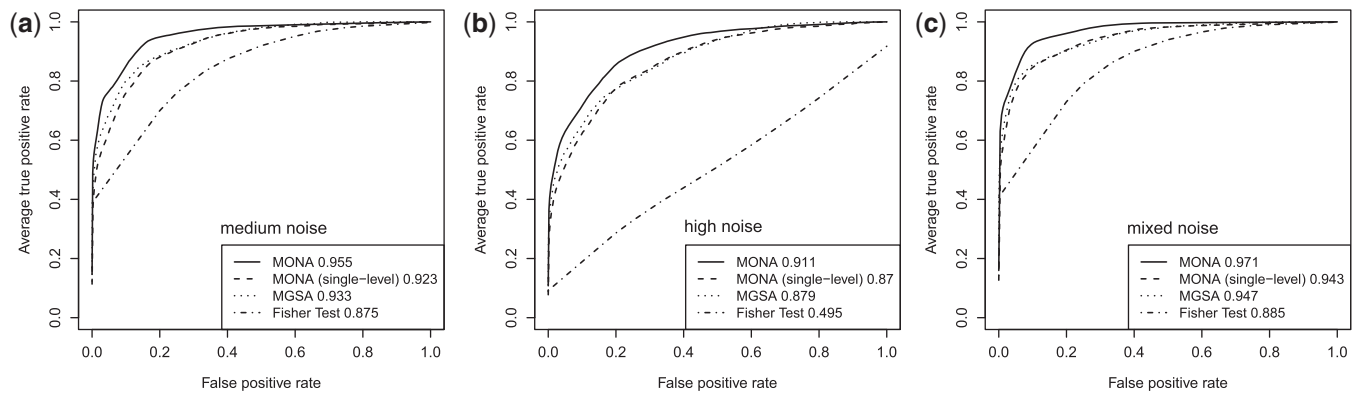 (a)
Average true positive rate
1.0
0.8
0.6
0.4
0.2
0.0
medium noise
MONA 0.955
MONA (single−level) 0.923
MGSA 0.933
Fisher Test 0.875
0.0 0.2 0.4 0.6 0.8 1.0
False positive rate
(b)
Average true positive rate
1.0
0.8
0.6
0.4
0.2
0.0
high noise
MONA 0.911
MONA (single−level) 0.87
MGSA 0.879
Fisher Test 0.495
0.0 0.2 0.4 0.6 0.8 1.0
False positive rate
(c)
Average true positive rate
1.0
0.8
0.6
0.4
0.2
0.0
mixed noise
MONA 0.971
MONA (single−level) 0.943
MGSA 0.947
Fisher Test 0.885
0.0 0.2 0.4 0.6 0.8 1.0
False positive rate